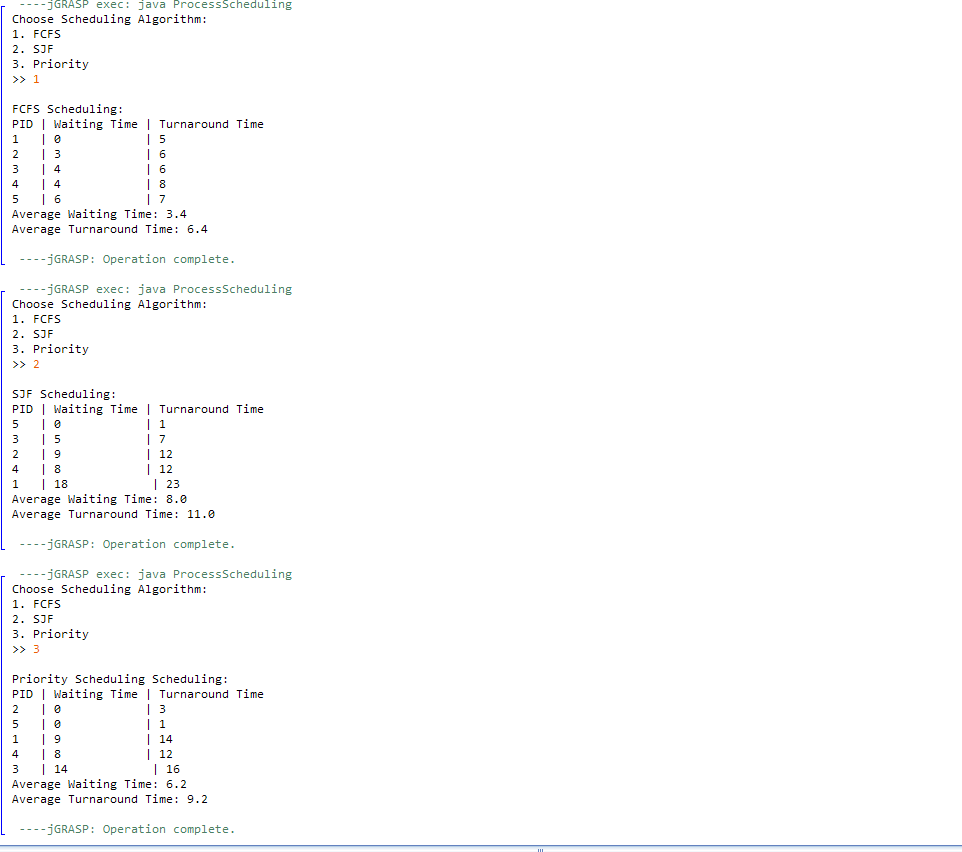 ----jGRASP exec: java ProcessScheduling
Choose Scheduling Algorithm:
1. FCFS
2. SJF
3. Priority
>> 1
FCFS Scheduling:
PID | Waiting Time | Turnaround Time
1   | 0            | 5
2   | 3            | 6
3   | 4            | 6
4   | 4            | 8
5   | 6            | 7
Average Waiting Time: 3.4
Average Turnaround Time: 6.4
----jGRASP: Operation complete.
----jGRASP exec: java ProcessScheduling
Choose Scheduling Algorithm:
1. FCFS
2. SJF
3. Priority
>> 2
SJF Scheduling:
PID | Waiting Time | Turnaround Time
5   | 0            | 1
3   | 5            | 7
2   | 9            | 12
4   | 8            | 12
1   | 18            | 23
Average Waiting Time: 8.0
Average Turnaround Time: 11.0
----jGRASP: Operation complete.
----jGRASP exec: java ProcessScheduling
Choose Scheduling Algorithm:
1. FCFS
2. SJF
3. Priority
>> 3
Priority Scheduling Scheduling:
PID | Waiting Time | Turnaround Time
2   | 0            | 3
5   | 0            | 1
1   | 9            | 14
4   | 8            | 12
3   | 14            | 16
Average Waiting Time: 6.2
Average Turnaround Time: 9.2
----jGRASP: Operation complete.